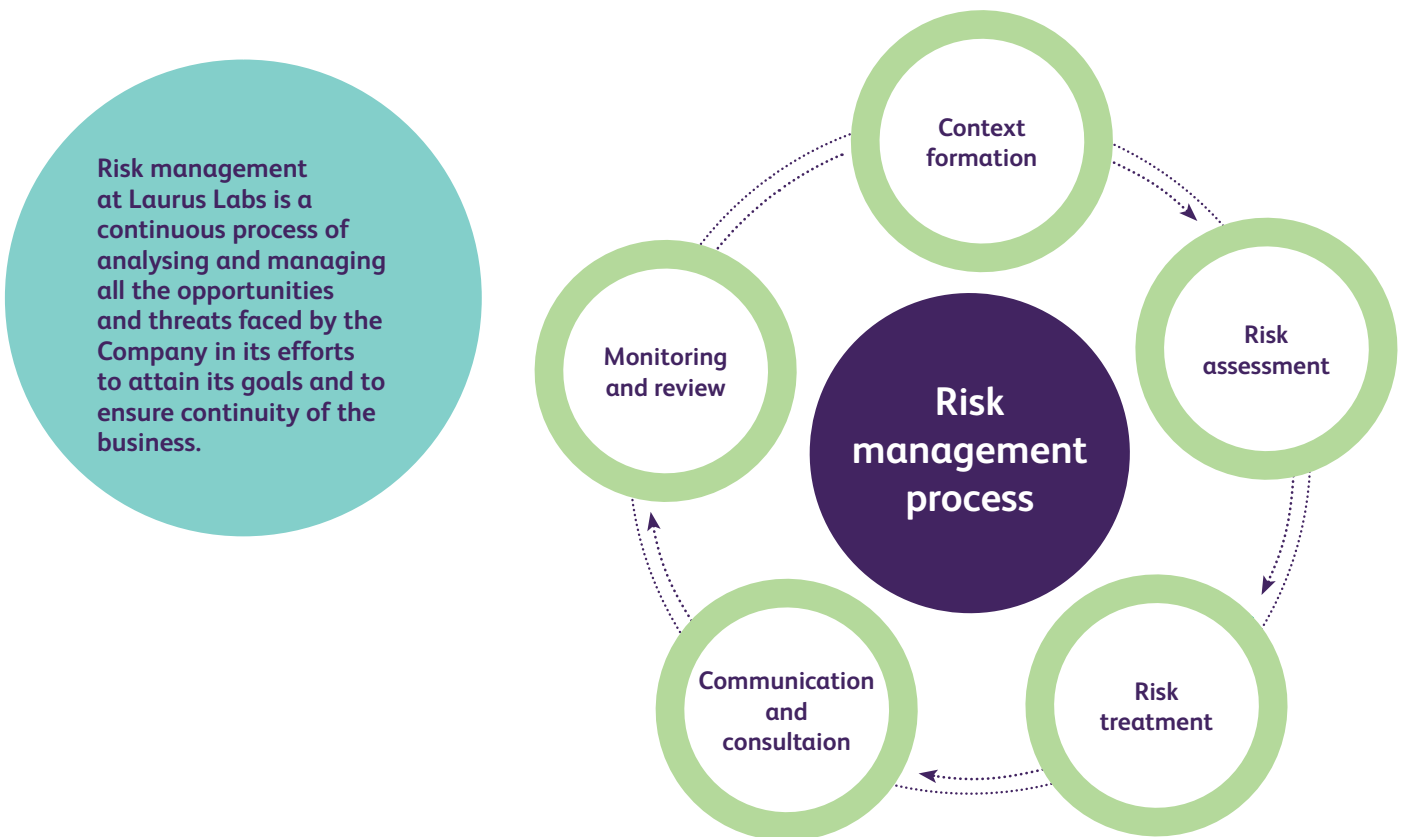 Risk management
at Laurus Labs is a
continuous process of
analysing and managing
all the opportunities
and threats faced by the
Company in its efforts
to attain its goals and to
ensure continuity of the
business.
Context
formation
Risk
assessment
Risk
treatment
Communication
and
consultaion
Monitoring
and review
Risk
management
process